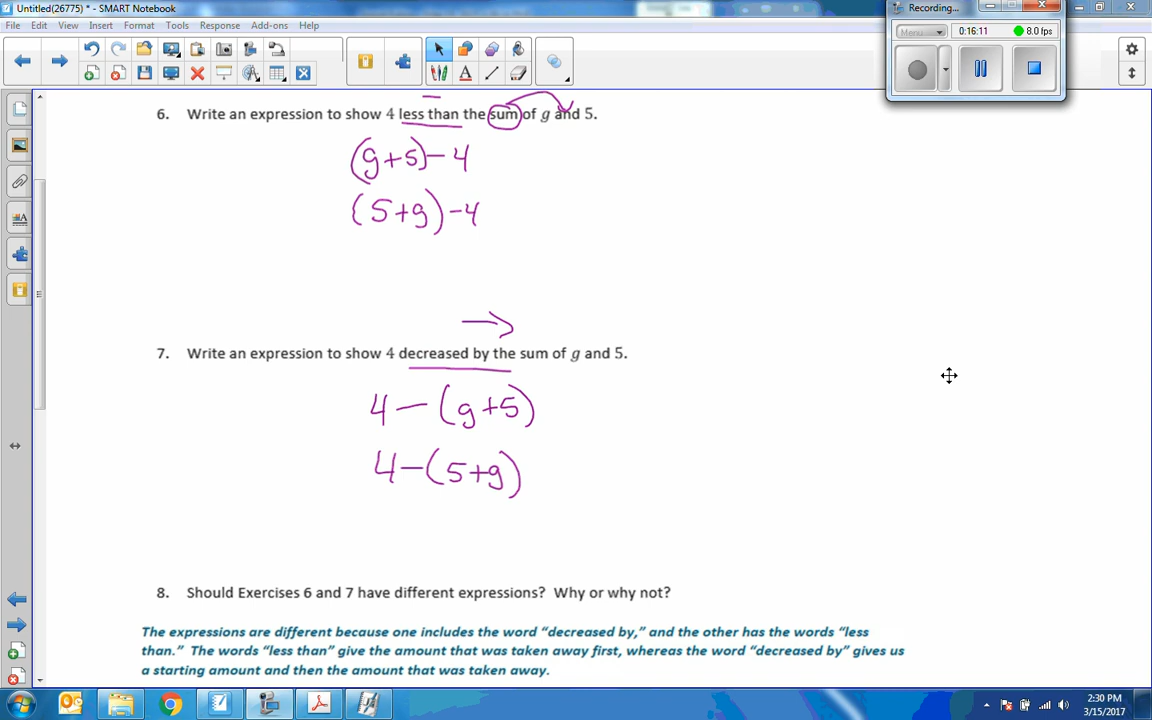 Untitled(26775) * - SMART Notebook
Recording...
File Edit View Insert Format Tools Response Add-ons Help
Menu 0:16:11 8.0 fps
6. Write an expression to show 4 less than the sum of g and 5.
(g+5)-4
(5+g)-4
7. Write an expression to show 4 decreased by the sum of g and 5.
4-(g+5)
4-(5+g)
8. Should Exercises 6 and 7 have different expressions? Why or why not?
The expressions are different because one includes the word “decreased by,” and the other has the words “less
than.” The words “less than” give the amount that was taken away first, whereas the word “decreased by” gives us
a starting amount and then the amount that was taken away.
2:30 PM
3/15/2017